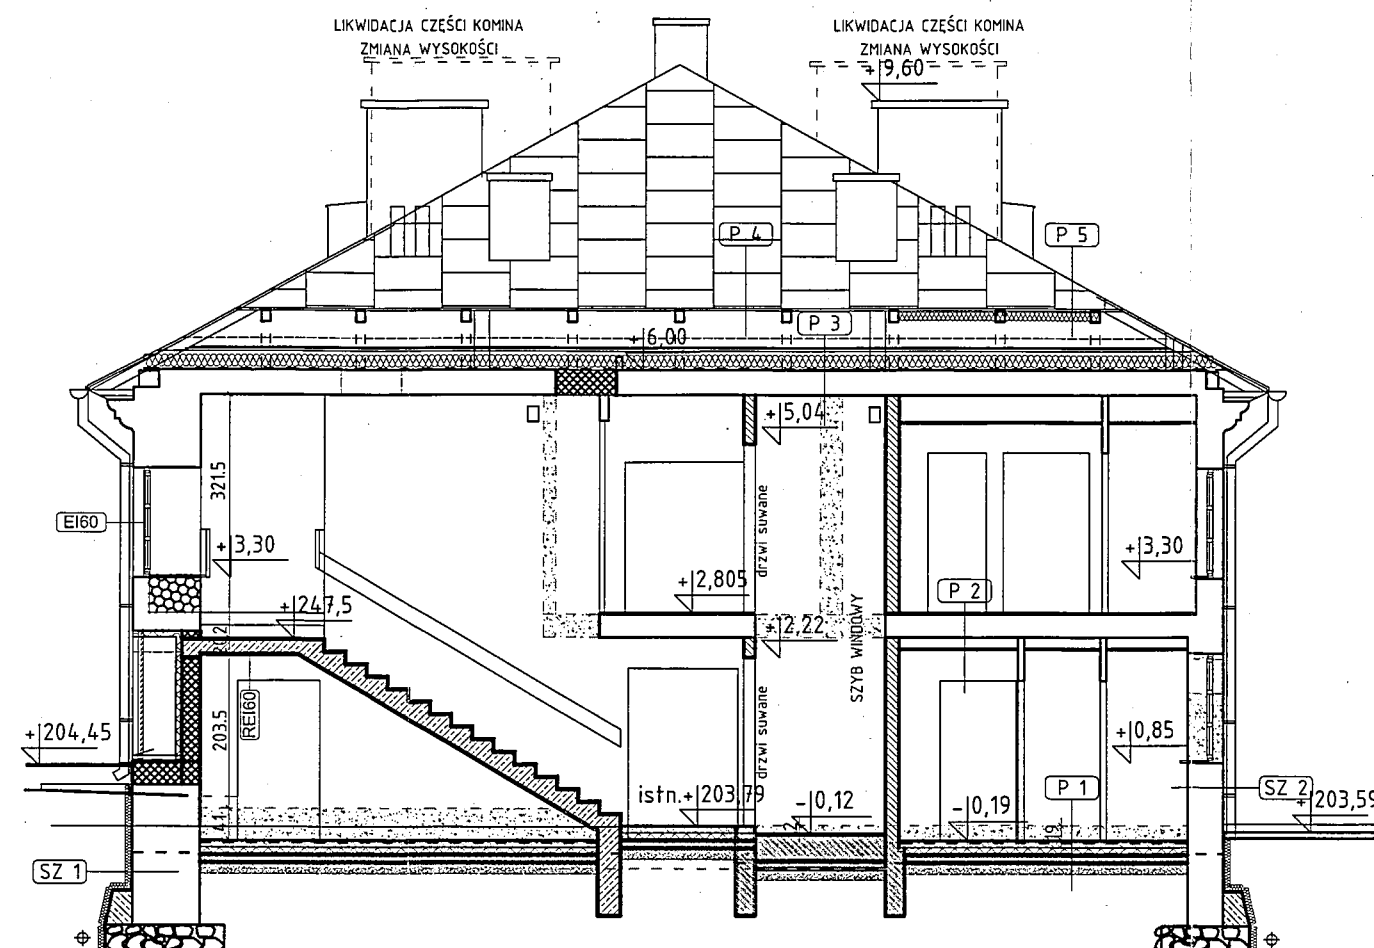 LIKWIDACJA CZĘŚCI KOMINA
ZMIANA WYSOKOŚCI
LIKWIDACJA CZĘŚCI KOMINA
ZMIANA WYSOKOŚCI
+9,60
P 4
P 5
P 3
+6,00
+5,04
321.5
EI60
+3,30
drzwi suwane
+3,30
+2,805
P 2
+247,5
+2,22
SZYB WINDOWY
REI60
203.5
drzwi suwane
+204,45
+0,85
istn.+203,79
-0,12
-0,19
P 1
SZ 2
+203,59
19
SZ 1